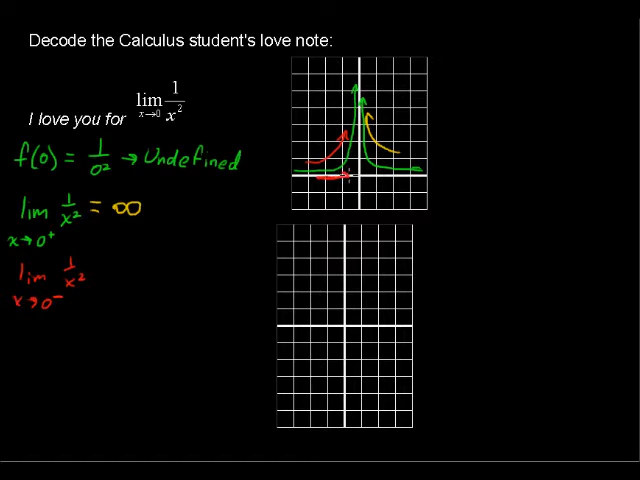 Decode the Calculus student's love note:
I love you for lim x→0 1/x²
f(0) = 1/0² → Undefined
lim x→0⁺ 1/x² = ∞
lim x→0⁻ 1/x²